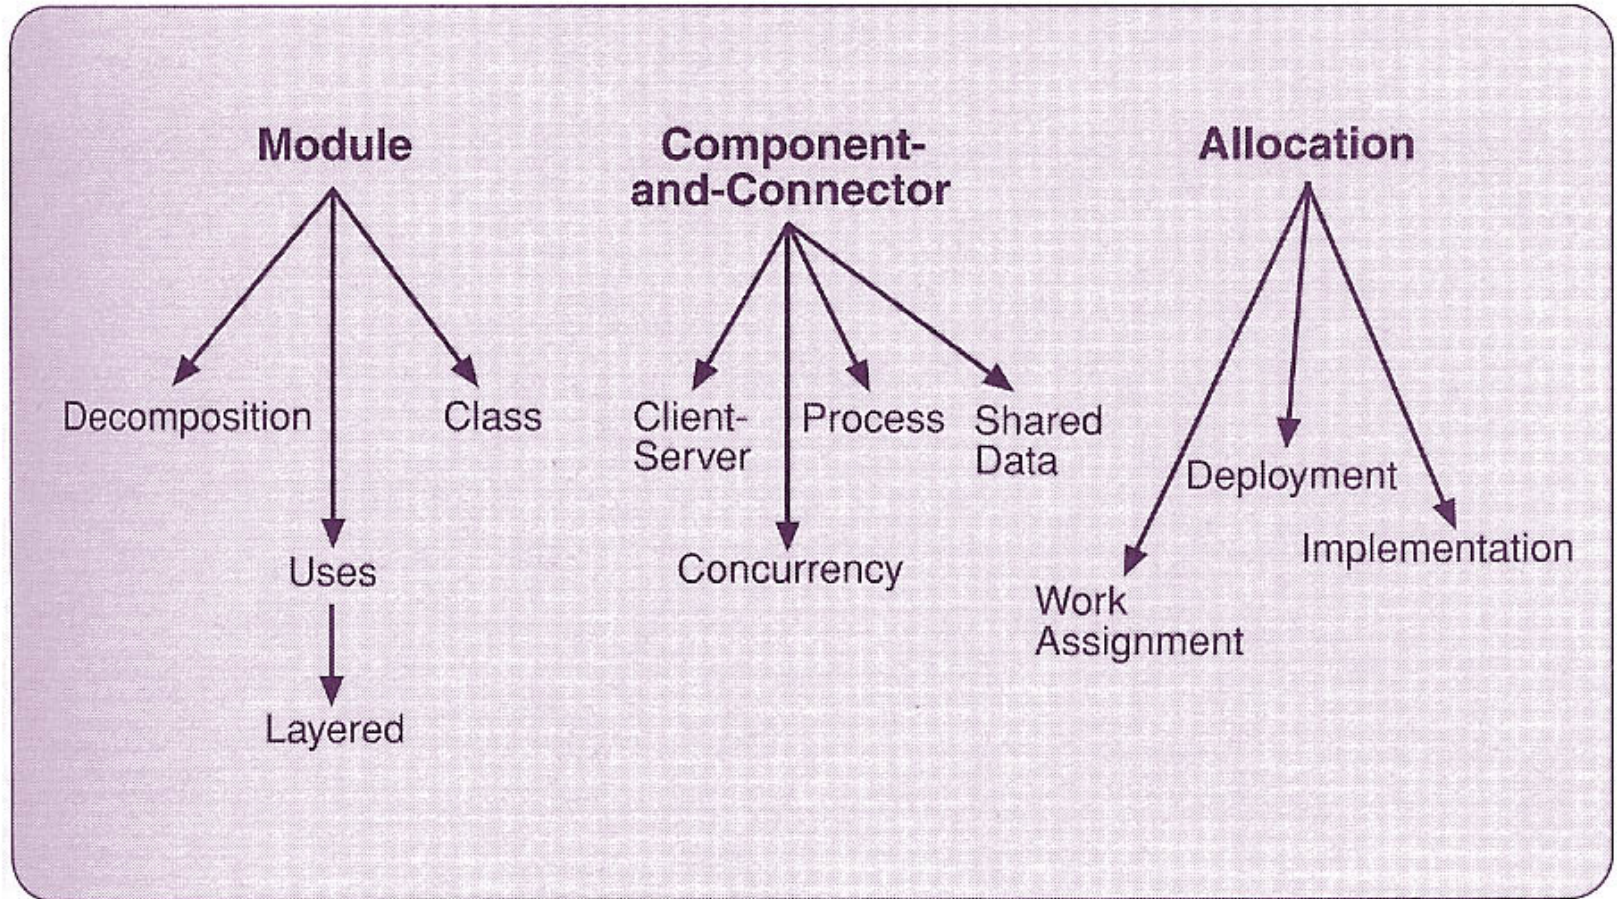 Module
Component-
and-Connector
Allocation
Decomposition
Class
Client-
Server
Process
Shared
Data
Deployment
Uses
Concurrency
Implementation
Work
Assignment
Layered